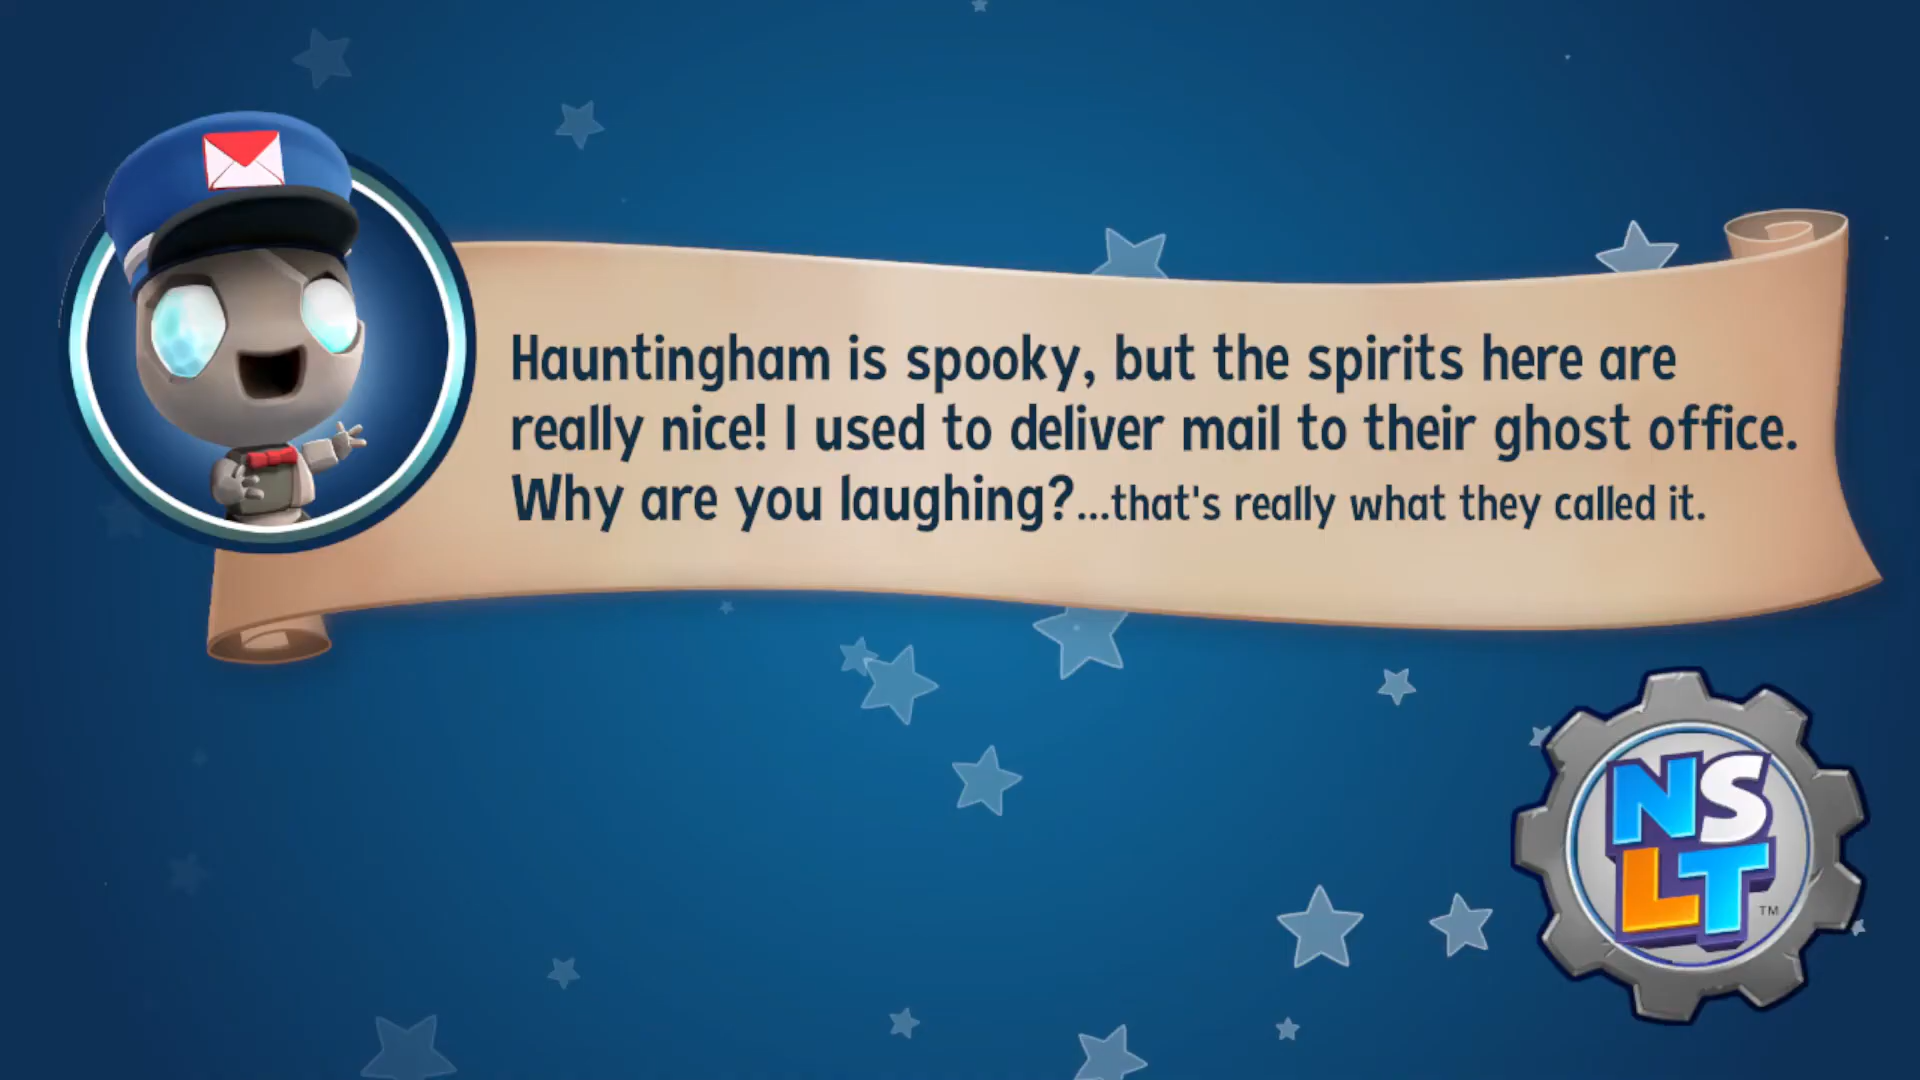 Hauntingham is spooky, but the spirits here are
really nice! I used to deliver mail to their ghost office.
Why are you laughing?...that's really what they called it.
NS
LT
TM